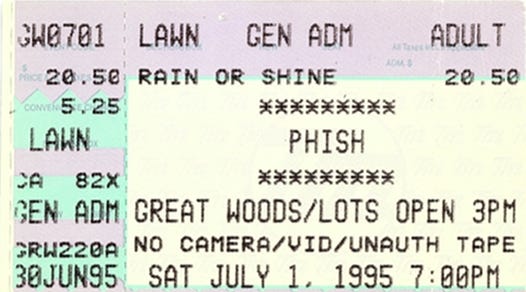 CW0701 LAWN GEN ADM ADULT
20.50 RAIN OR SHINE 20.50
5.25 *********
LAWN PHISH
CA 82X *********
GEN ADM GREAT WOODS/LOTS OPEN 3PM
GRW220A NO CAMERA/VID/UNAUTH TAPE
30JUN95 SAT JULY 1, 1995 7:00PM